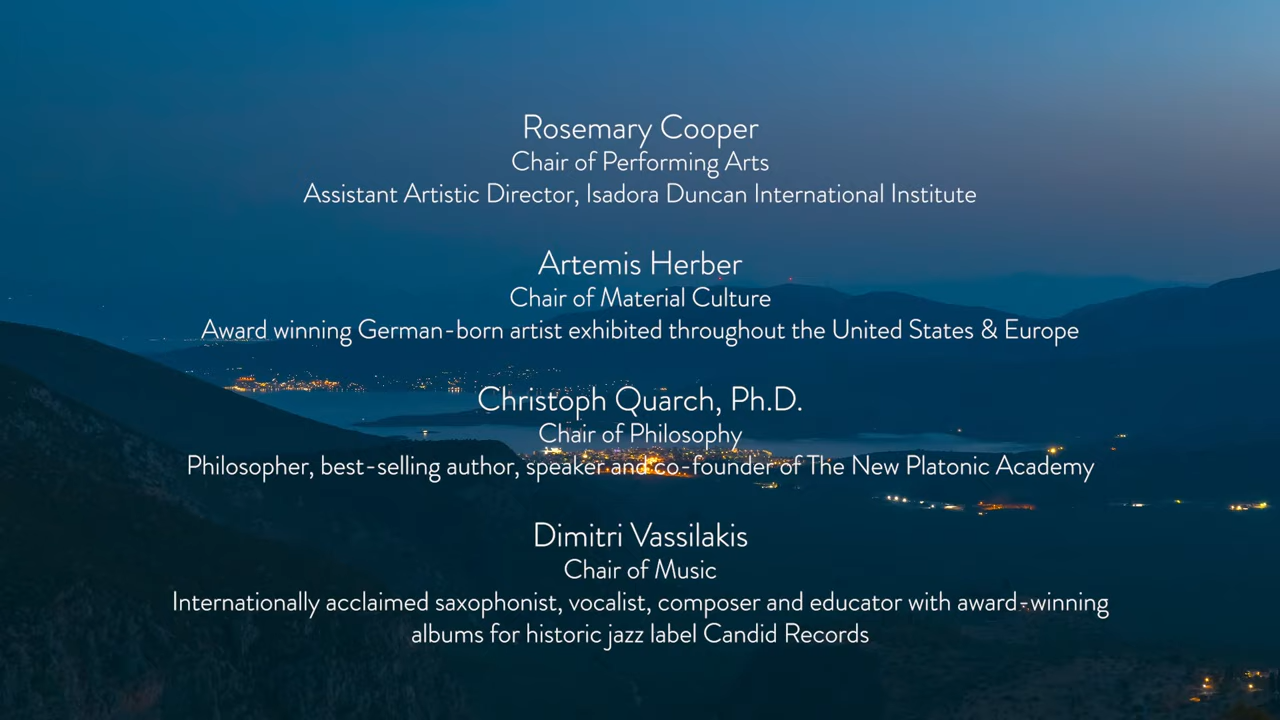 Rosemary Cooper
Chair of Performing Arts
Assistant Artistic Director, Isadora Duncan International Institute
Artemis Herber
Chair of Material Culture
Award winning German-born artist exhibited throughout the United States & Europe
Christoph Quarch, Ph.D.
Chair of Philosophy
Philosopher, best-selling author, speaker and co-founder of The New Platonic Academy
Dimitri Vassilakis
Chair of Music
Internationally acclaimed saxophonist, vocalist, composer and educator with award-winning
albums for historic jazz label Candid Records